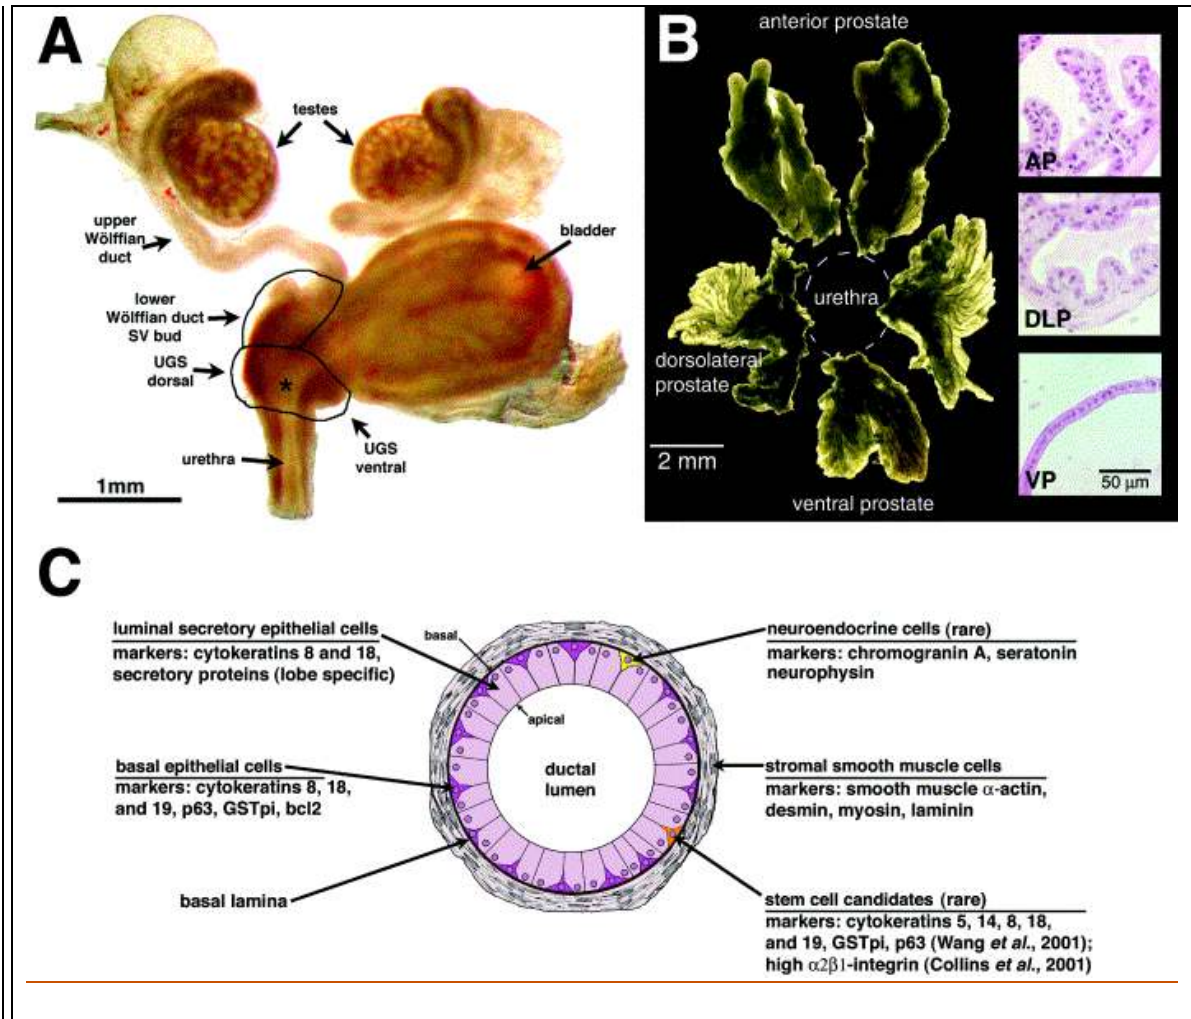 A
testes
upper
Wölffian
duct
bladder
lower
Wölffian duct
SV bud
UGS
dorsal
*
UGS
ventral
urethra
1mm
B
anterior prostate
urethra
dorsolateral
prostate
2 mm
ventral prostate
AP
DLP
VP
50 μm
C
luminal secretory epithelial cells
markers: cytokeratins 8 and 18,
secretory proteins (lobe specific)
basal
apical
ductal
lumen
basal epithelial cells
markers: cytokeratins 8, 18,
and 19, p63, GSTpi, bcl2
basal lamina
neuroendocrine cells (rare)
markers: chromogranin A, seratonin
neurophysin
stromal smooth muscle cells
markers: smooth muscle α-actin,
desmin, myosin, laminin
stem cell candidates (rare)
markers: cytokeratins 5, 14, 8, 18,
and 19, GSTpi, p63 (Wang et al., 2001);
high α2β1-integrin (Collins et al., 2001)